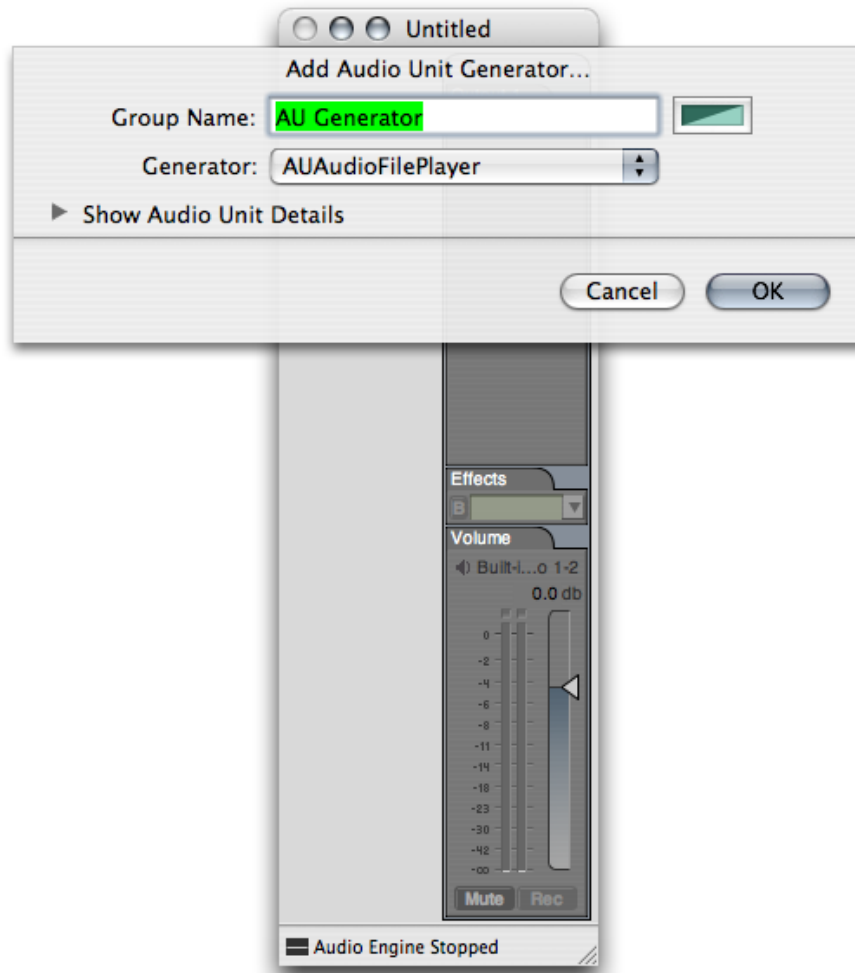 Untitled
Add Audio Unit Generator...
Group Name: AU Generator
Generator: AUAudioFilePlayer
Show Audio Unit Details
Cancel OK
Effects
B
Volume
Built-i...o 1-2
0.0 db
0
-2
-4
-6
-8
-11
-14
-18
-23
-30
-42
-∞
Mute Rec
Audio Engine Stopped